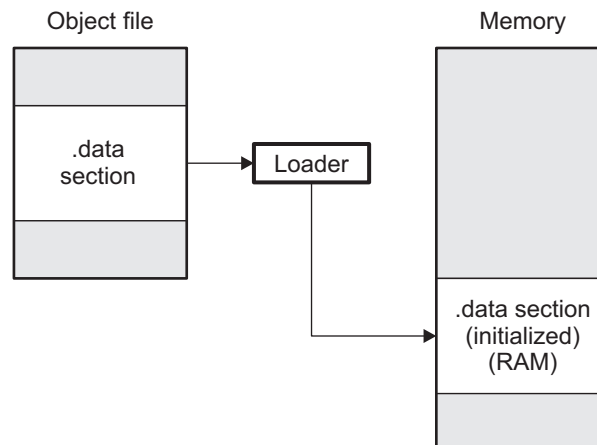 Object file
Memory
.data
section
Loader
.data section
(initialized)
(RAM)